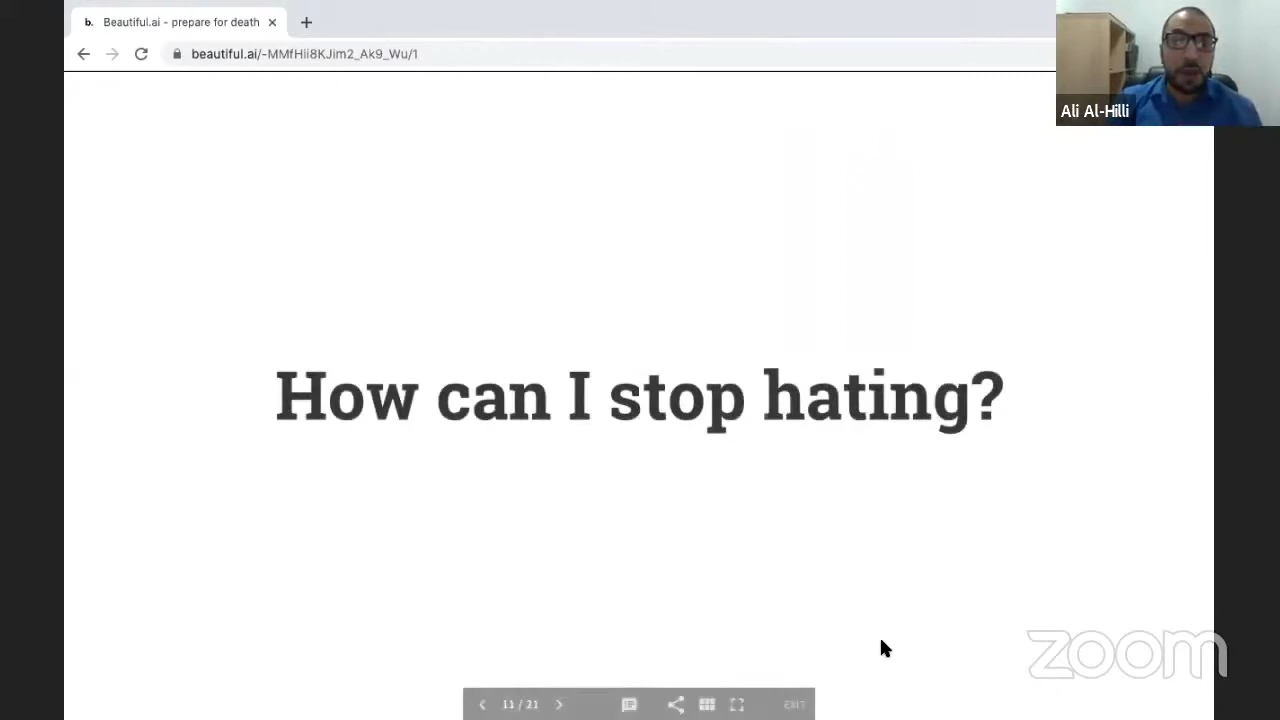 b. Beautiful.ai - prepare for death
beautiful.ai/-MMfHii8KJim2_Ak9_Wu/1
Ali Al-Hilli
How can I stop hating?
zoom
11 / 21
EXIT